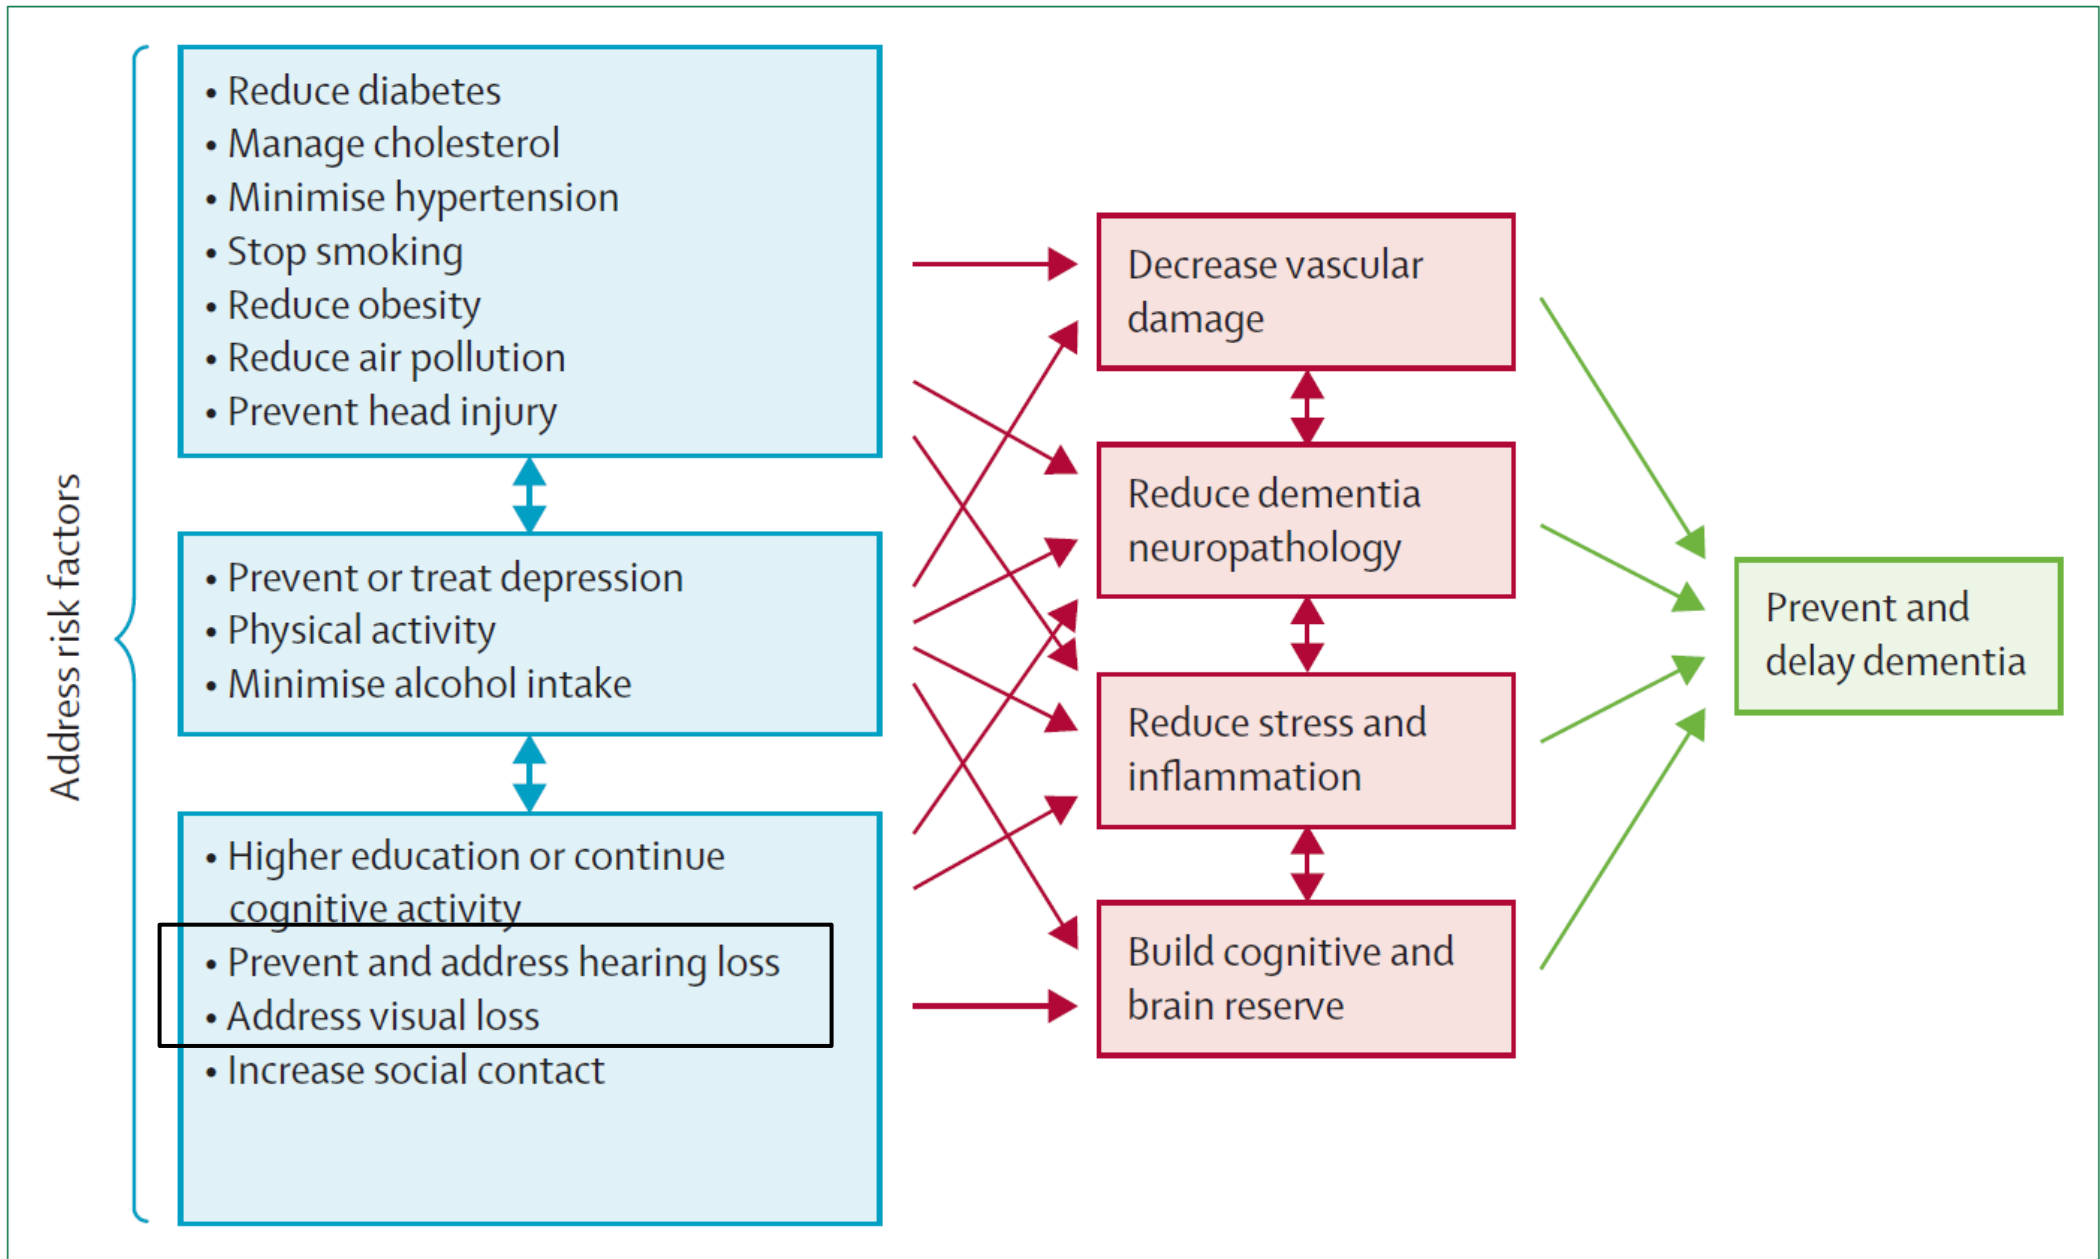 Address risk factors
• Reduce diabetes
• Manage cholesterol
• Minimise hypertension
• Stop smoking
• Reduce obesity
• Reduce air pollution
• Prevent head injury
• Prevent or treat depression
• Physical activity
• Minimise alcohol intake
• Higher education or continue
cognitive activity
• Prevent and address hearing loss
• Address visual loss
• Increase social contact
Decrease vascular
damage
Reduce dementia
neuropathology
Reduce stress and
inflammation
Build cognitive and
brain reserve
Prevent and
delay dementia